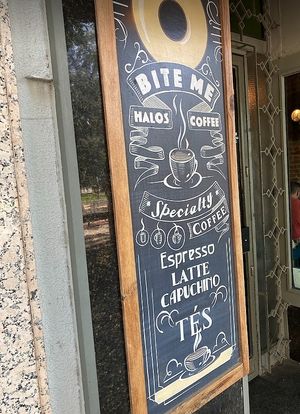 BITE ME
HALOS COFFEE
Specialty
COFFEE
Espresso
LATTE
CAPUCHINO
TÉS